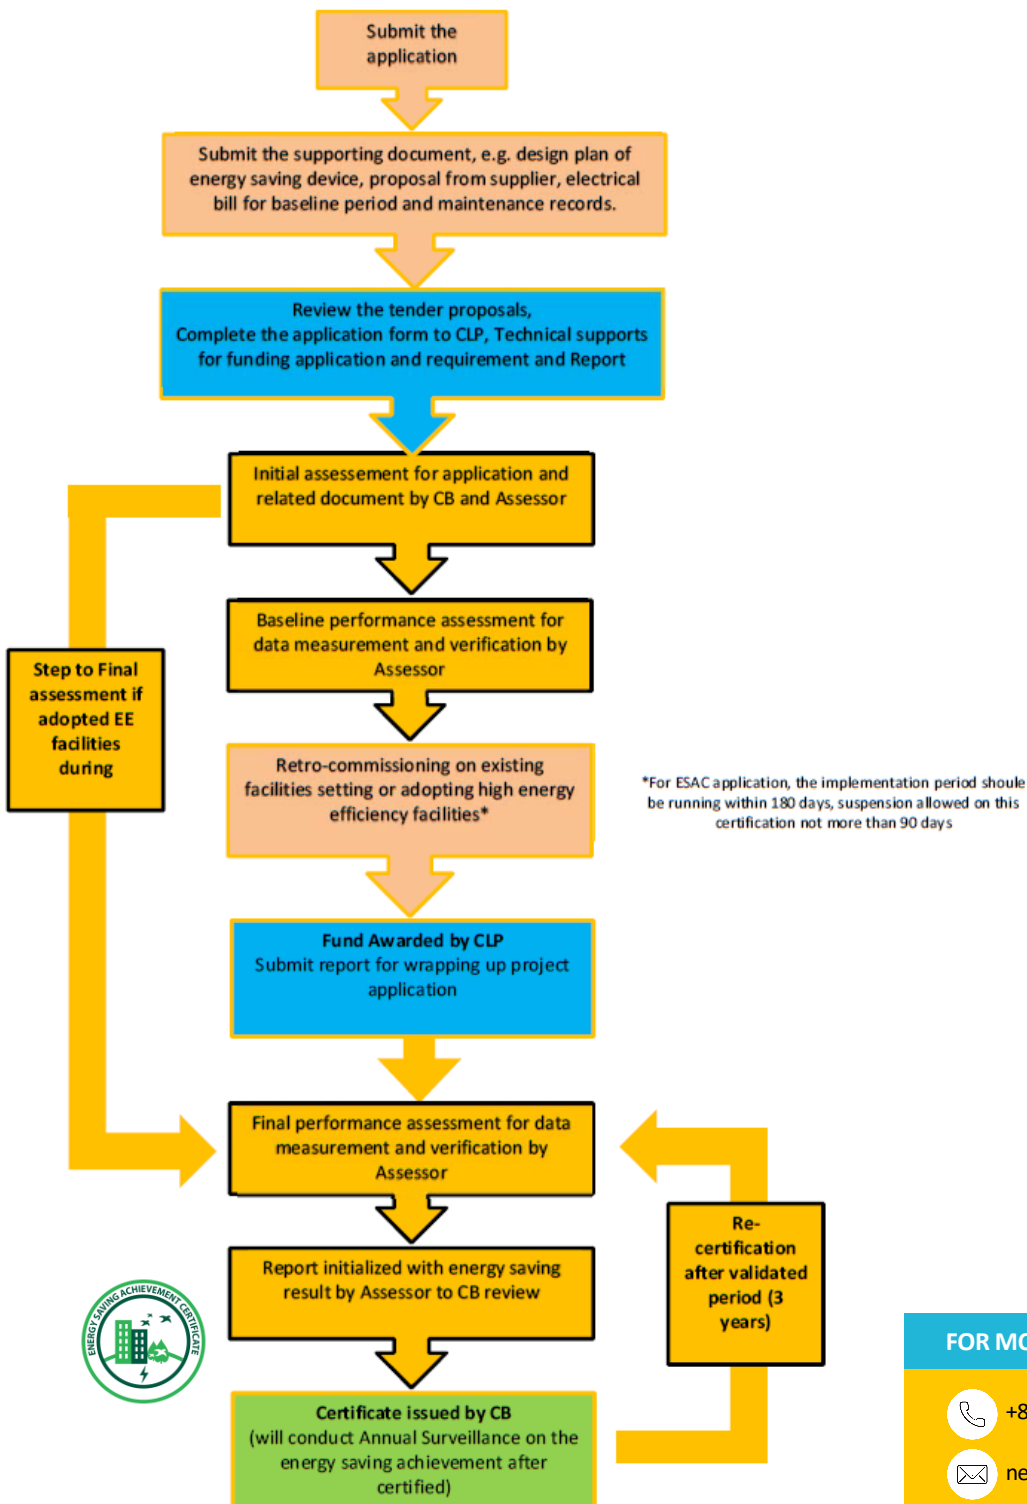 Submit the
application
Submit the supporting document, e.g. design plan of
energy saving device, proposal from supplier, electrical
bill for baseline period and maintenance records.
Review the tender proposals,
Complete the application form to CLP, Technical supports
for funding application and requirement and Report
Initial assessement for application and
related document by CB and Assessor
Baseline performance assessment for
data measurement and verification by
Assessor
Step to Final
assessment if
adopted EE
facilities
during
Retro-commissioning on existing
facilities setting or adopting high energy
efficiency facilities*
*For ESAC application, the implementation period shoule
be running within 180 days, suspension allowed on this
certification not more than 90 days
Fund Awarded by CLP
Submit report for wrapping up project
application
Final performance assessment for data
measurement and verification by
Assessor
Re-
certification
after validated
period (3
years)
Report initialized with energy saving
result by Assessor to CB review
ENERGY SAVING ACHIEVEMENT CERTIFICATE
Certificate issued by CB
(will conduct Annual Surveillance on the
energy saving achievement after
certified)
FOR MO
+8
ne